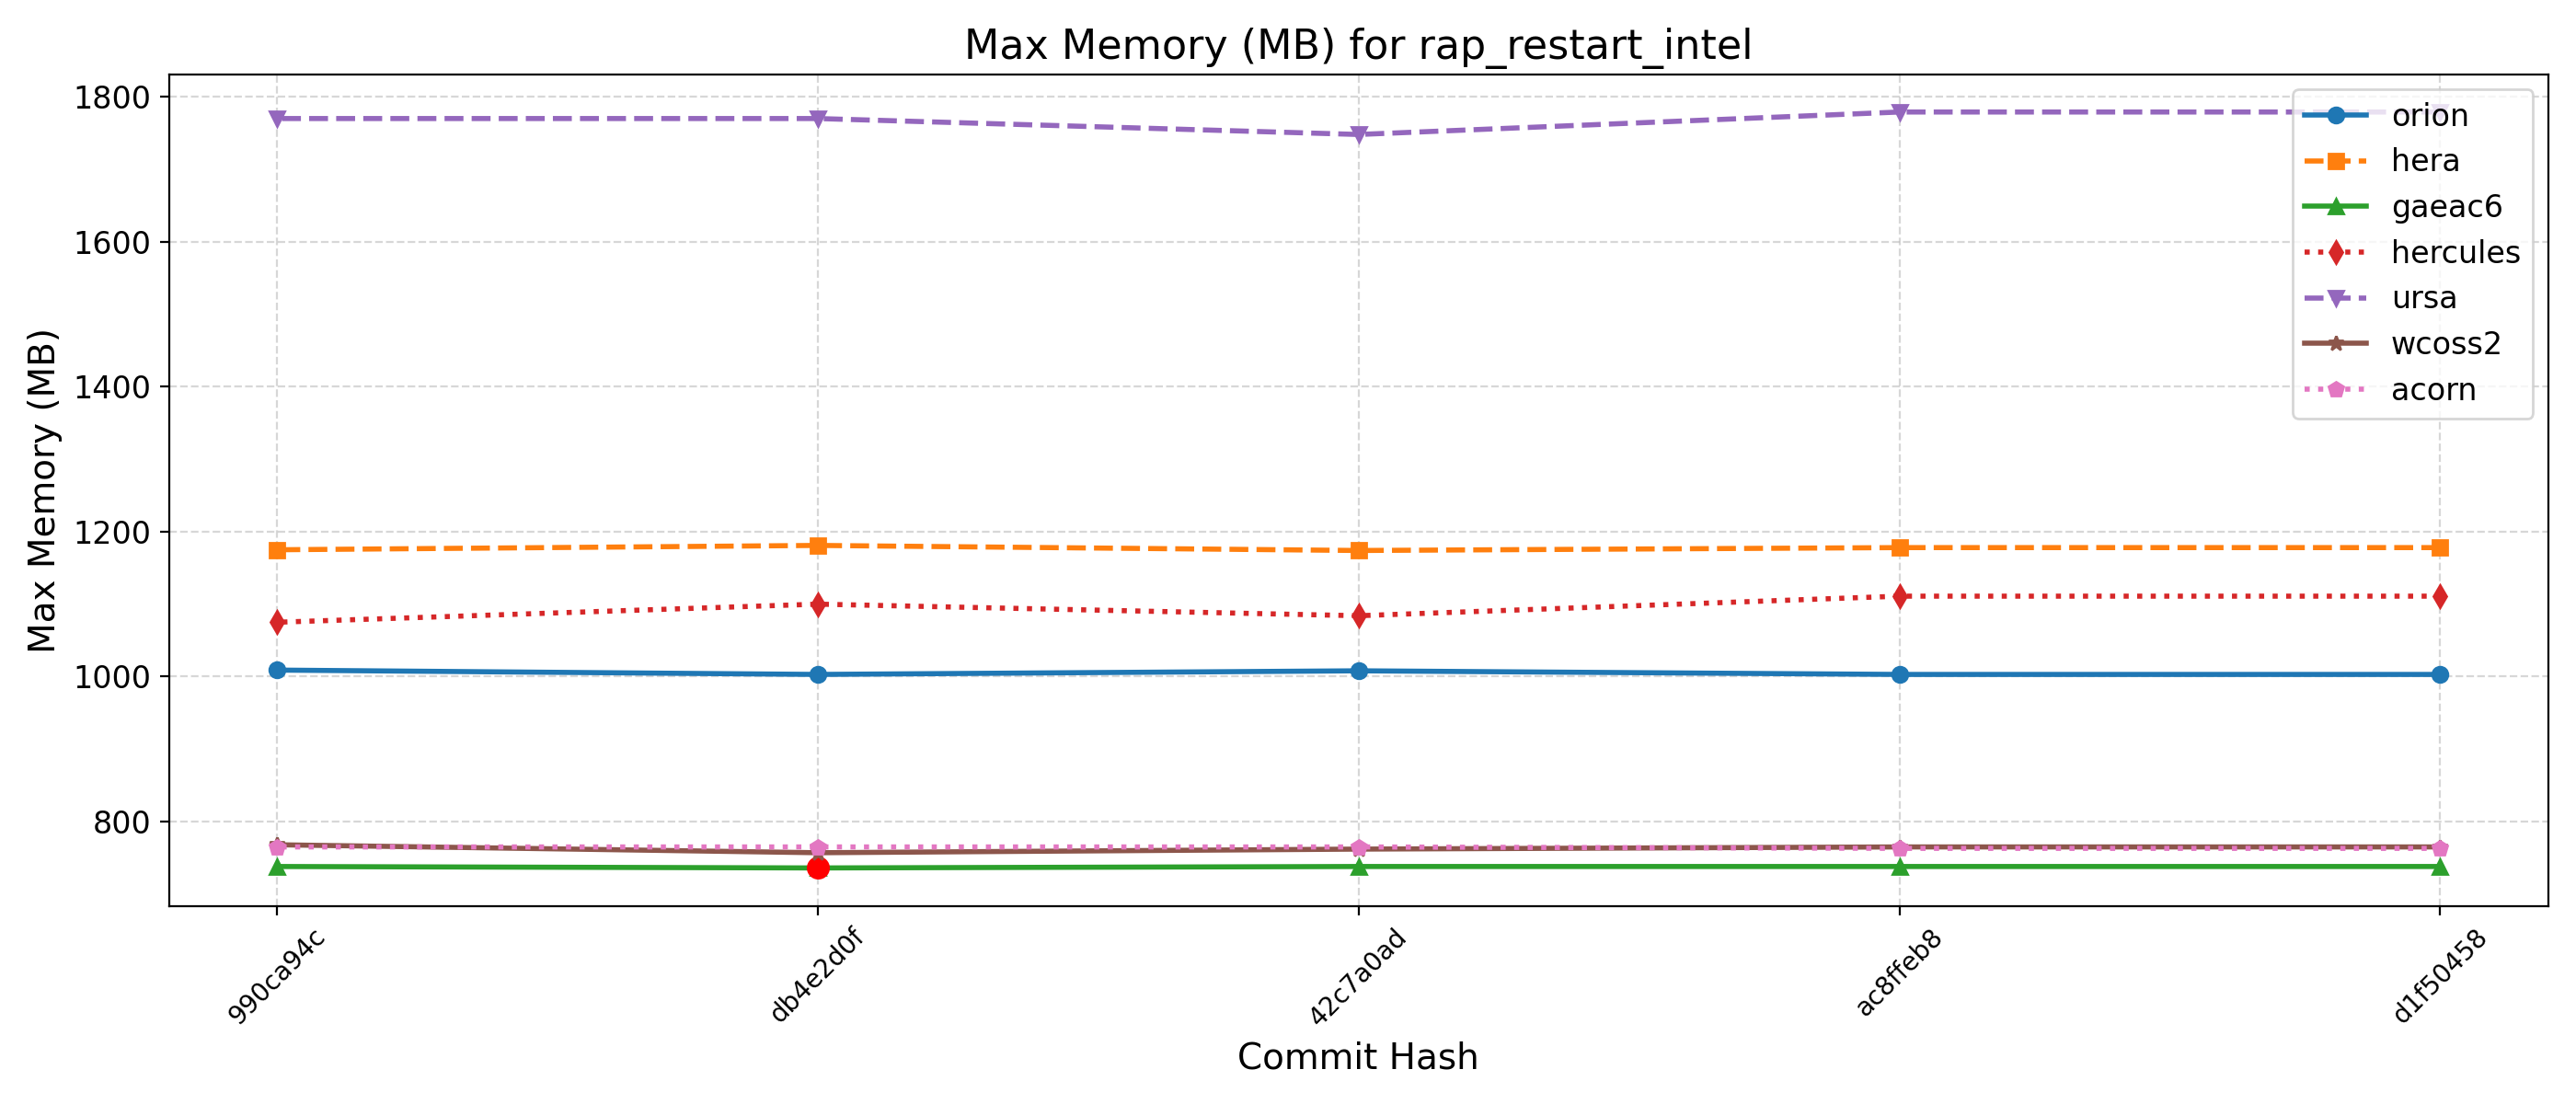 Max Memory (MB) for rap_restart_intel
Max Memory (MB)
1800
1600
1400
1200
1000
800
orion
hera
gaeac6
hercules
ursa
wcoss2
acorn
990ca94c
db4e2d0f
42c7a0ad
ac8ffeb8
d1f50458
Commit Hash